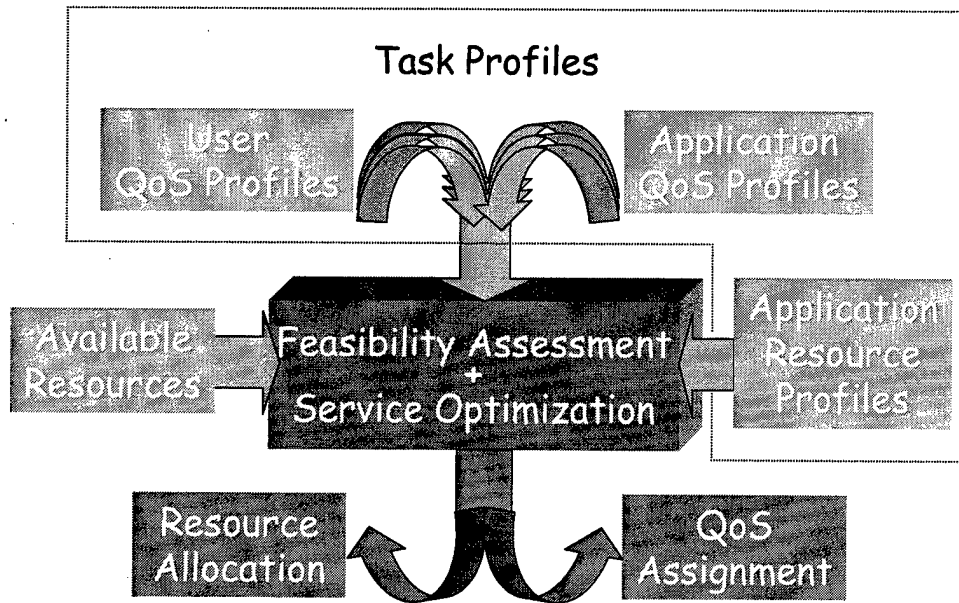 Task Profiles
User
QoS Profiles
Application
QoS Profiles
Available
Resources
Feasibility Assessment
+
Service Optimization
Application
Resource
Profiles
Resource
Allocation
QoS
Assignment